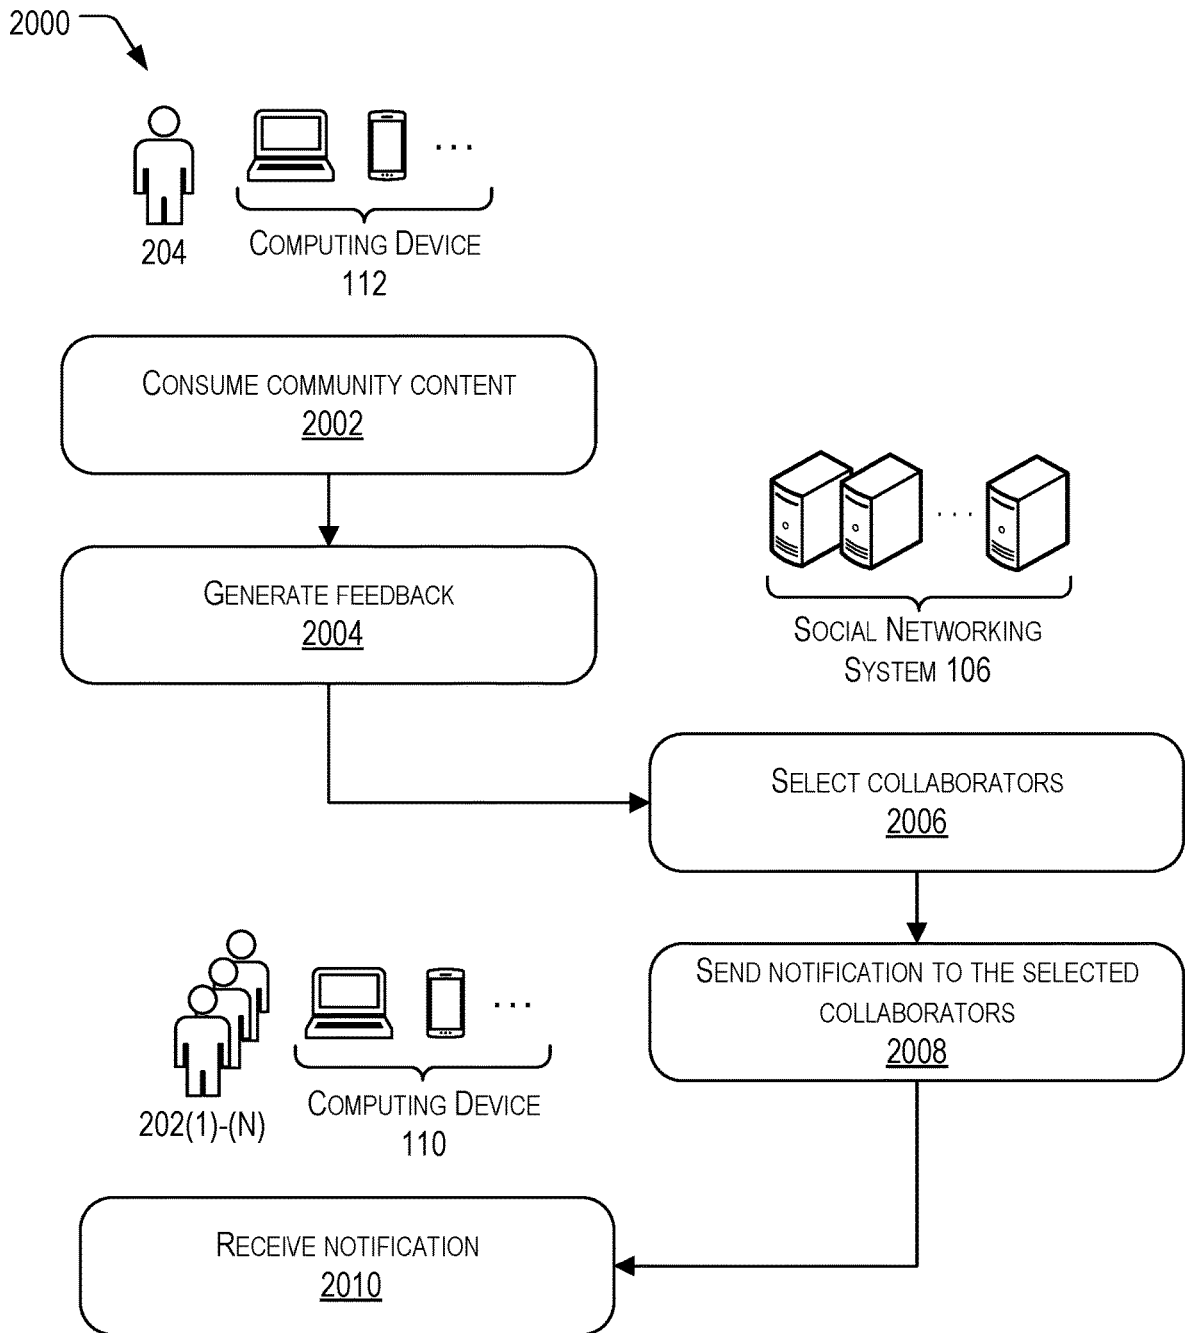 2000
204
COMPUTING DEVICE
112
CONSUME COMMUNITY CONTENT
2002
GENERATE FEEDBACK
2004
SOCIAL NETWORKING
SYSTEM 106
SELECT COLLABORATORS
2006
SEND NOTIFICATION TO THE SELECTED
COLLABORATORS
2008
202(1)-(N)
COMPUTING DEVICE
110
RECEIVE NOTIFICATION
2010